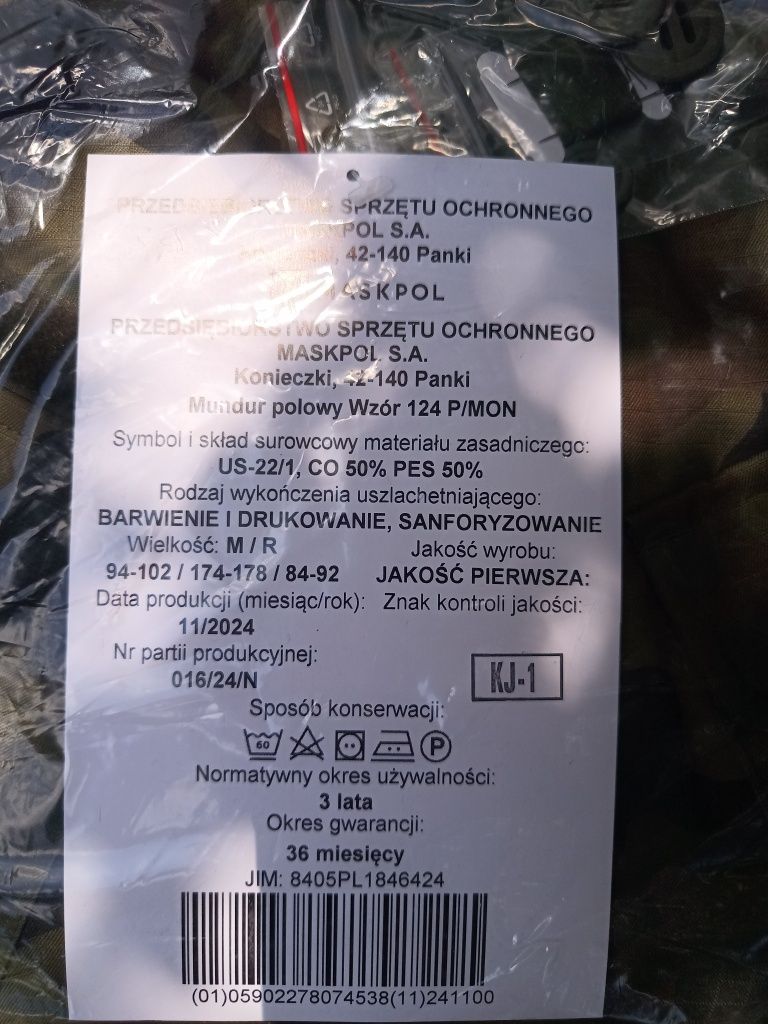 PRZEDSIĘBIORSTWO SPRZĘTU OCHRONNEGO
MASKPOL S.A.
42-140 Panki
MASKPOL
PRZEDSIĘBIORSTWO SPRZĘTU OCHRONNEGO
MASKPOL S.A.
Konieczki, 42-140 Panki
Mundur polowy Wzór 124 P/MON
Symbol i skład surowcowy materiału zasadniczego:
US-22/1, CO 50% PES 50%
Rodzaj wykończenia uszlachetniającego:
BARWIENIE I DRUKOWANIE, SANFORYZOWANIE
Wielkość: M / R Jakość wyrobu:
94-102 / 174-178 / 84-92 JAKOŚĆ PIERWSZA:
Data produkcji (miesiąc/rok): Znak kontroli jakości:
11/2024
Nr partii produkcyjnej:
016/24/N KJ-1
Sposób konserwacji:
60 P
Normatywny okres używalności:
3 lata
Okres gwarancji:
36 miesięcy
JIM: 8405PL1846424
(01)05902278074538(11)241100